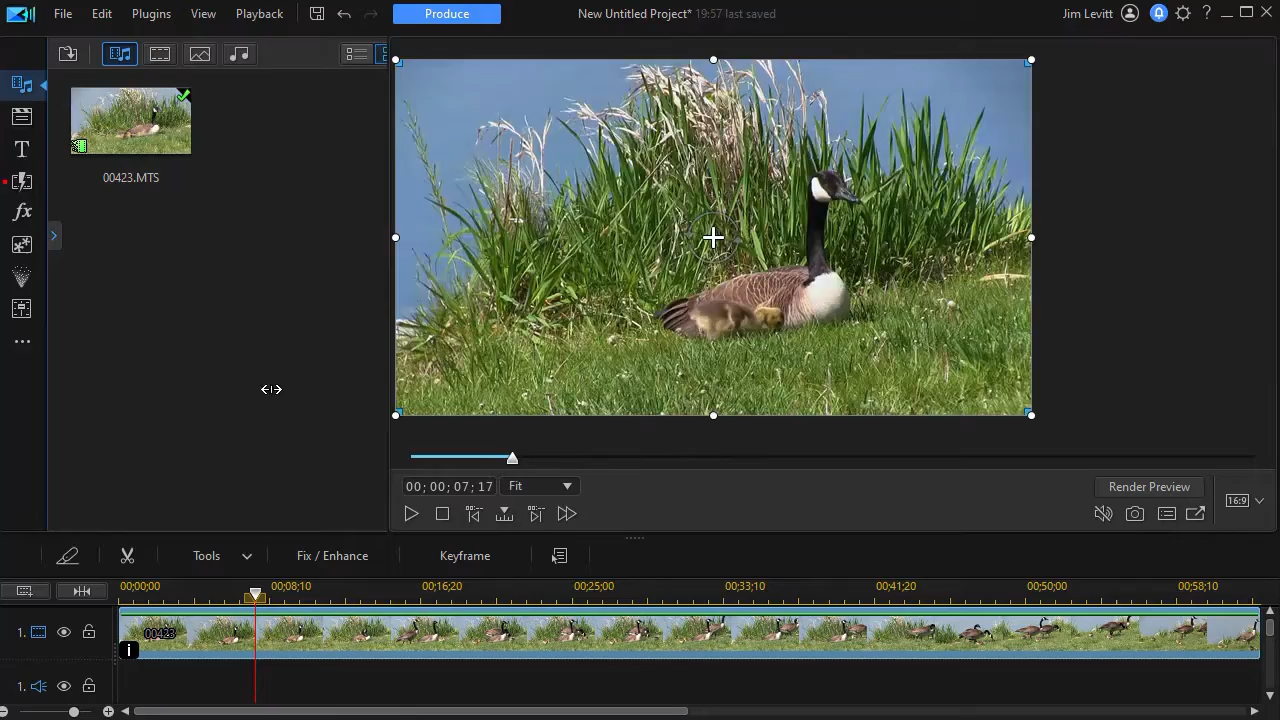 File Edit Plugins View Playback Produce New Untitled Project* 19:57 last saved Jim Levitt ?
T
00423.MTS
fx
00; 00; 07; 17 Fit Render Preview
16:9
Tools Fix / Enhance Keyframe
00;00;00 00;08;10 00;16;20 00;25;00 00;33;10 00;41;20 00;50;00 00;58;10
1. 00423
i
1.